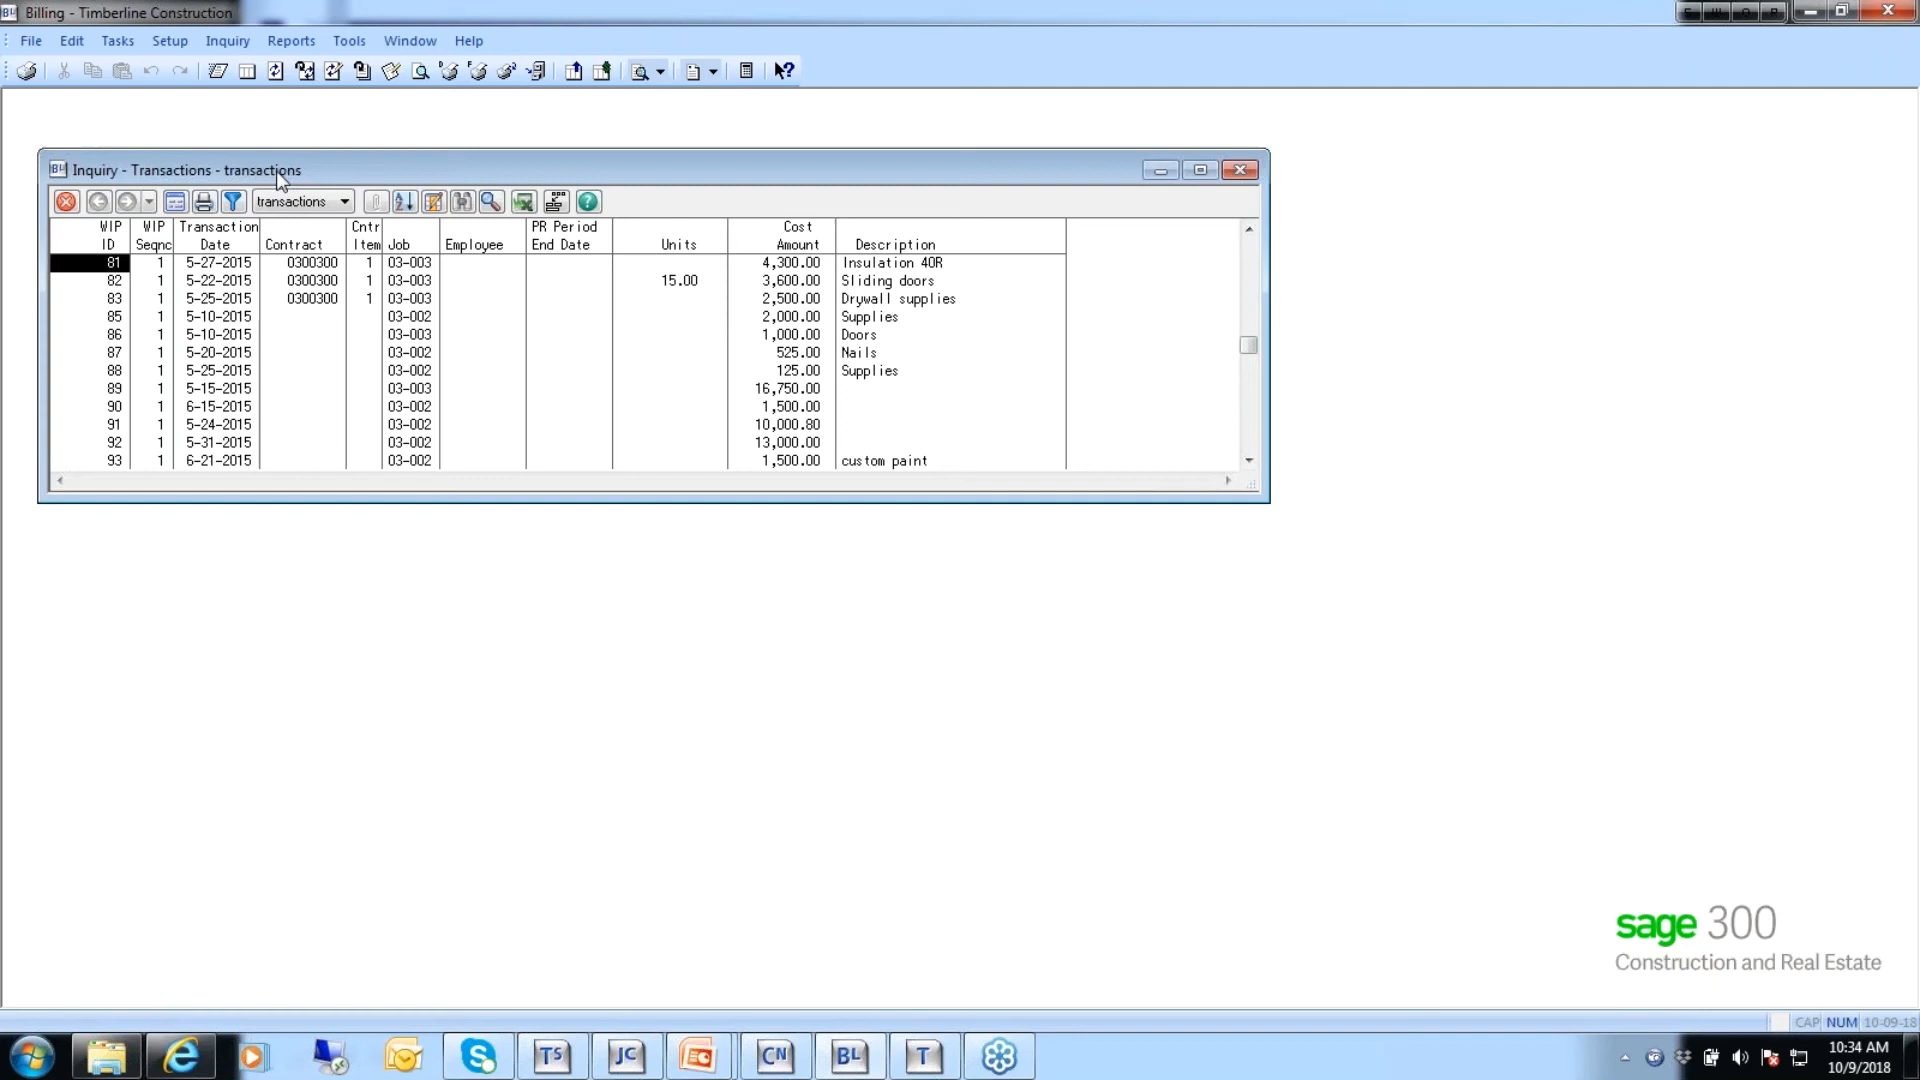 Billing - Timberline Construction
File Edit Tasks Setup Inquiry Reports Tools Window Help
Inquiry - Transactions - transactions
transactions
WIP WIP Transaction Cntr PR Period Cost
ID Seqnc Date Contract Item Job Employee End Date Units Amount Description
81 1 5-27-2015 0300300 1 03-003 4,300.00 Insulation 40R
82 1 5-22-2015 0300300 1 03-003 15.00 3,600.00 Sliding doors
83 1 5-25-2015 0300300 1 03-003 2,500.00 Drywall supplies
85 1 5-10-2015 03-002 2,000.00 Supplies
86 1 5-10-2015 03-003 1,000.00 Doors
87 1 5-20-2015 03-002 525.00 Nails
88 1 5-25-2015 03-002 125.00 Supplies
89 1 5-15-2015 03-003 16,750.00
90 1 6-15-2015 03-002 1,500.00
91 1 5-24-2015 03-002 10,000.80
92 1 5-31-2015 03-002 13,000.00
93 1 6-21-2015 03-002 1,500.00 custom paint
sage 300
Construction and Real Estate
CAP NUM 10-09-18
TS JC CN BL T
10:34 AM
10/9/2018